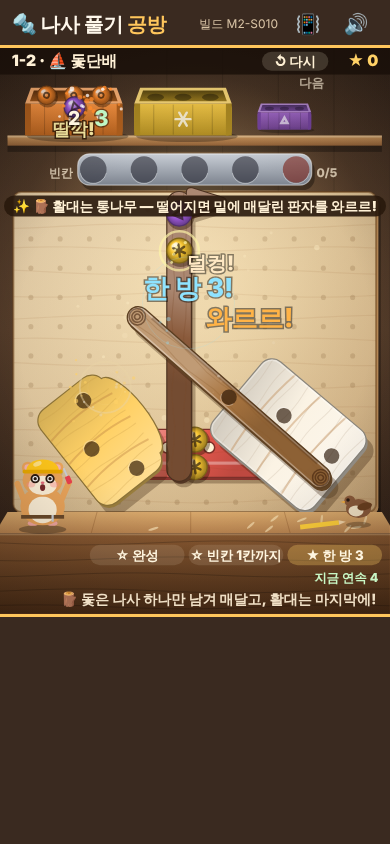 나사 풀기 공방 빌드 M2-S010
1-2 · 돛단배 다시 ★ 0
다음
2 3
딸각!
빈칸 0/5
활대는 통나무 — 떨어지면 밑에 매달린 판자를 와르르!
덜컹!
한 방 3!
와르르!
☆ 완성 ☆ 빈칸 1칸까지 ★ 한 방 3
지금 연속 4
돛은 나사 하나만 남겨 매달고, 활대는 마지막에!